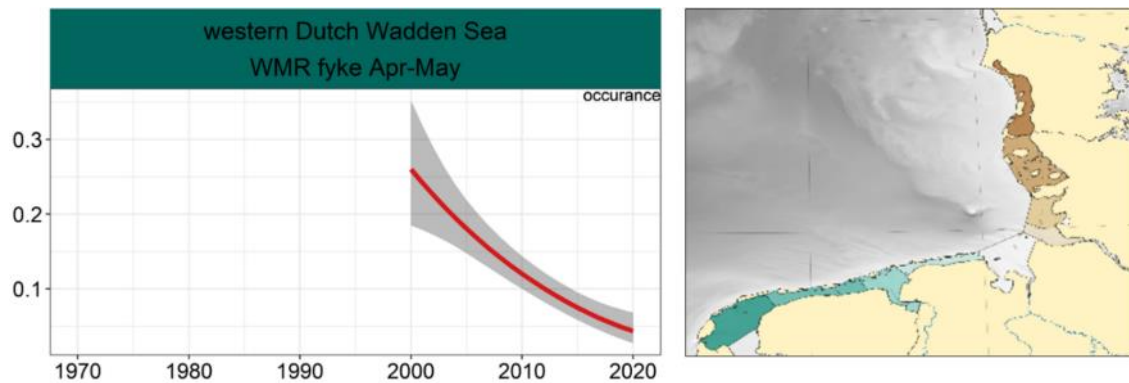 western Dutch Wadden Sea
WMR fyke Apr-May
occurance
0.3
0.2
0.1
1970 1980 1990 2000 2010 2020